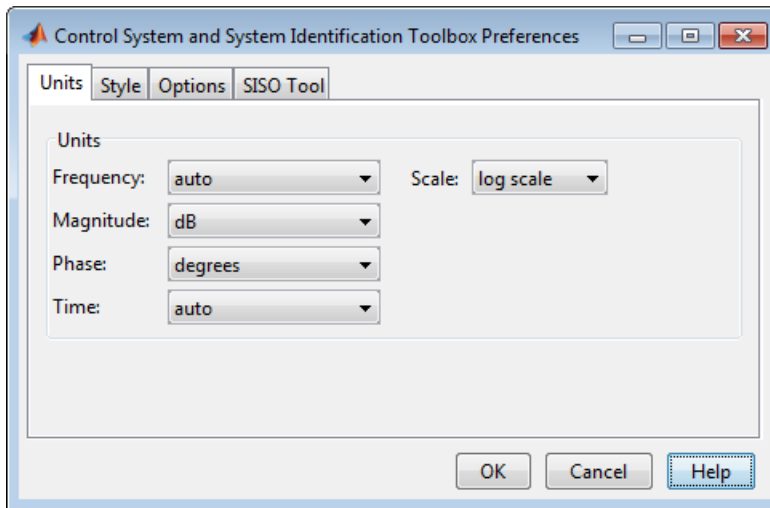 Control System and System Identification Toolbox Preferences
Units Style Options SISO Tool
Units
Frequency: auto Scale: log scale
Magnitude: dB
Phase: degrees
Time: auto
OK Cancel Help